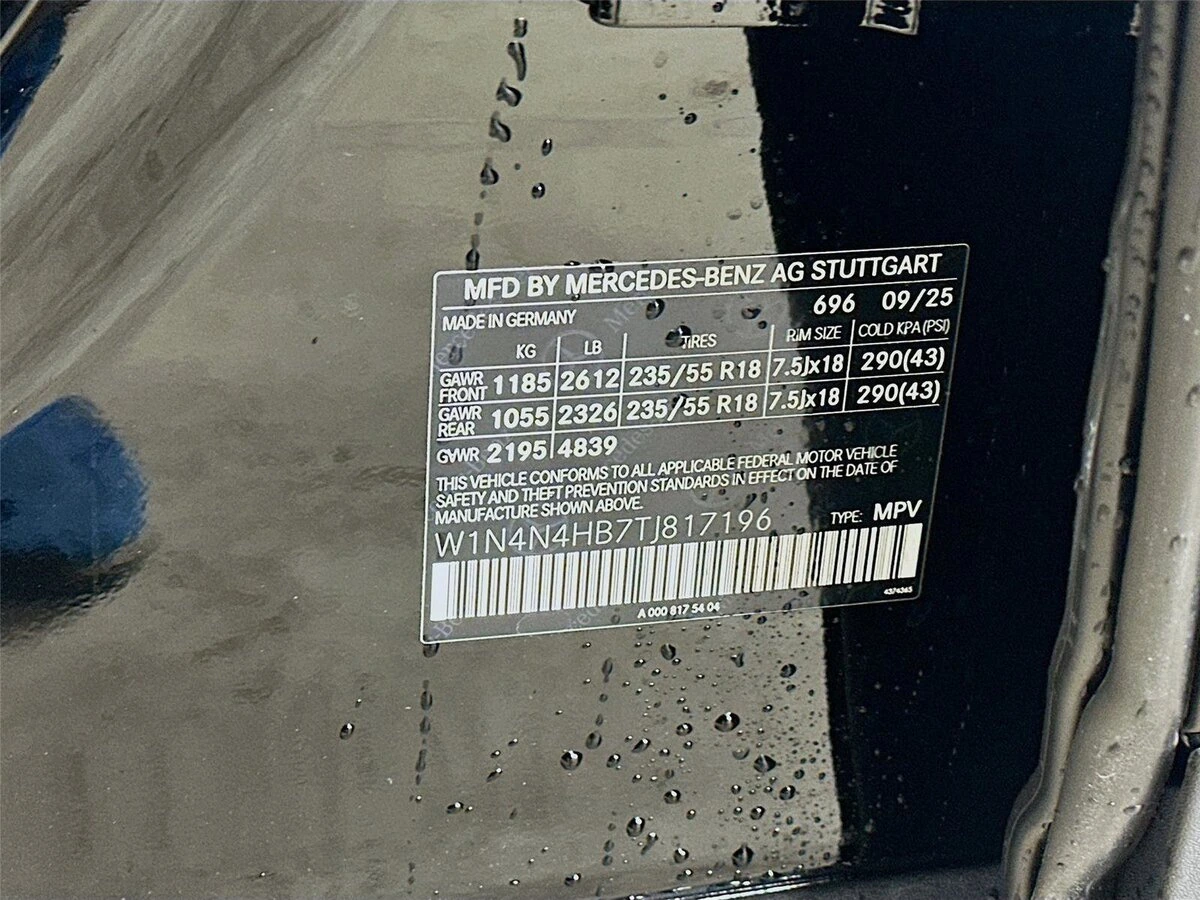 MFD BY MERCEDES-BENZ AG STUTTGART
MADE IN GERMANY 696 09/25
KG LB TIRES RIM SIZE COLD KPA (PSI)
GAWR FRONT 1185 2612 235/55 R18 7.5Jx18 290(43)
GAWR REAR 1055 2326 235/55 R18 7.5Jx18 290(43)
GVWR 2195 4839
THIS VEHICLE CONFORMS TO ALL APPLICABLE FEDERAL MOTOR VEHICLE
SAFETY AND THEFT PREVENTION STANDARDS IN EFFECT ON THE DATE OF
MANUFACTURE SHOWN ABOVE.
W1N4N4HB7TJ817196 TYPE: MPV
A 000 817 54 04
4374365